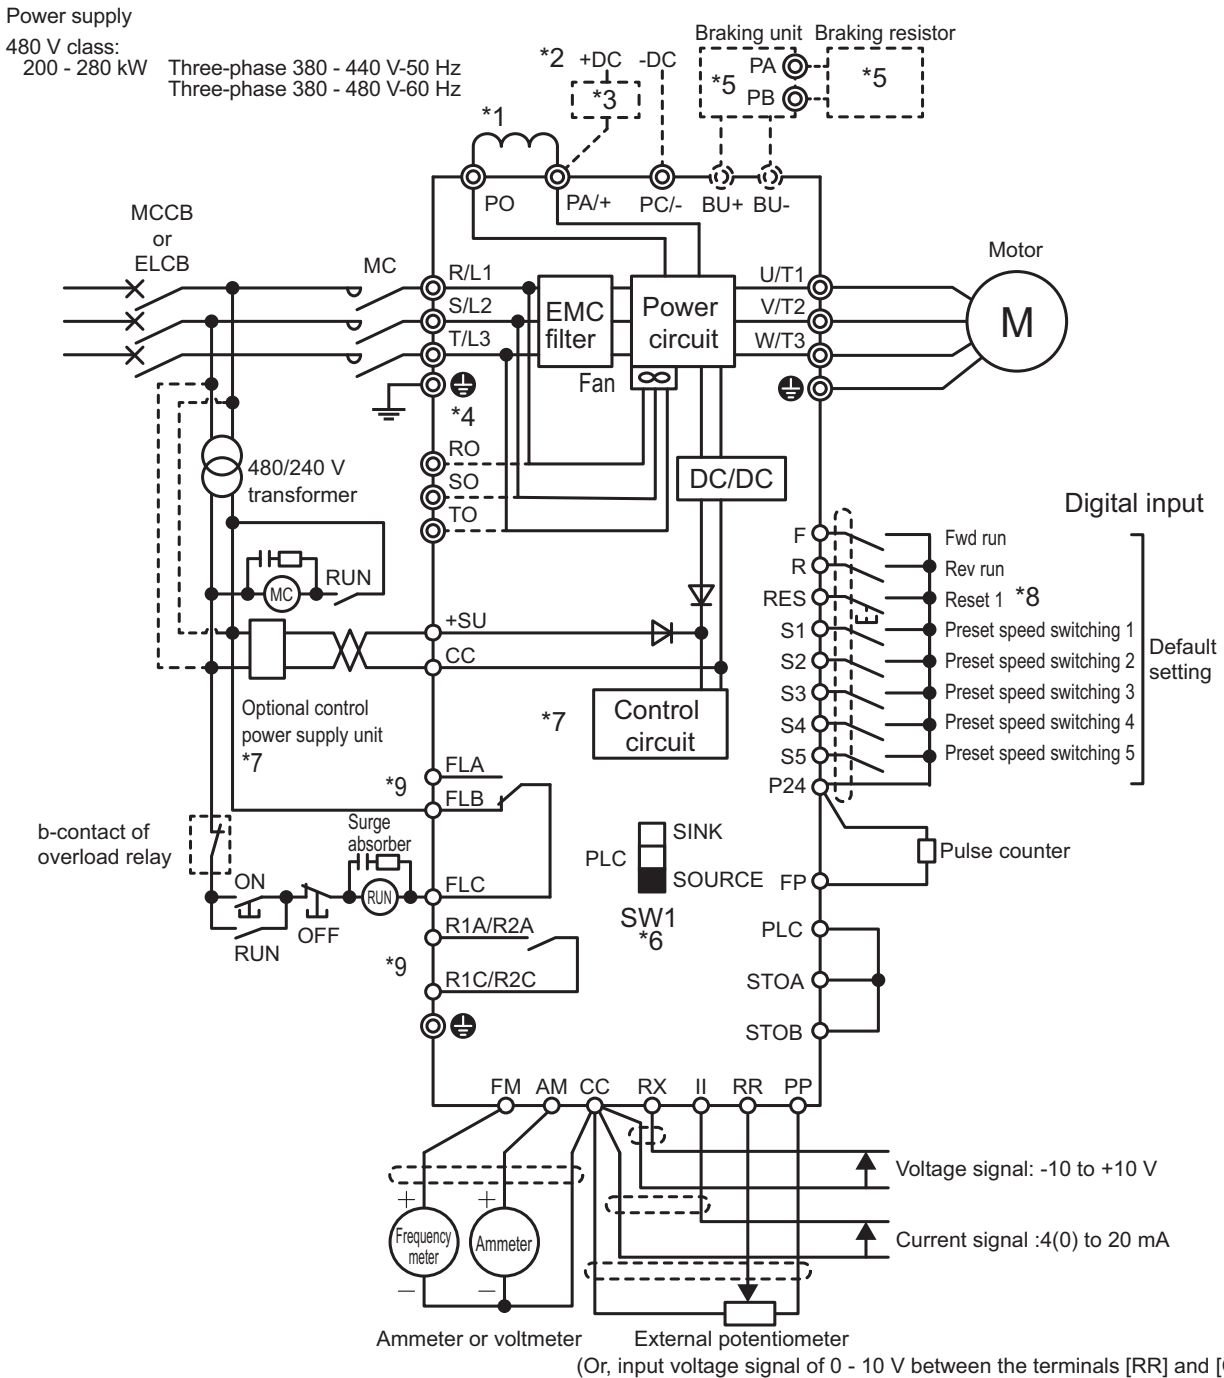 Power supply
480 V class:
200 - 280 kW Three-phase 380 - 440 V-50 Hz
Three-phase 380 - 480 V-60 Hz
*2 +DC -DC
*3
*1
Braking unit Braking resistor
PA
*5
PB
*5
PO PA/+ PC/- BU+ BU-
MCCB
or
ELCB
MC
R/L1
S/L2
T/L3
*4
EMC
filter
Power
circuit
Fan
U/T1
V/T2
W/T3
Motor
M
RO
SO
TO
DC/DC
480/240 V
transformer
MC
RUN
+SU
CC
Optional control
power supply unit
*7
*7
Control
circuit
Digital input
F Fwd run
R Rev run
RES Reset 1 *8
S1 Preset speed switching 1
S2 Preset speed switching 2
S3 Preset speed switching 3
S4 Preset speed switching 4
S5 Preset speed switching 5
P24
Default
setting
*9
FLA
FLB
FLC
b-contact of
overload relay
Surge
absorber
ON
RUN
OFF
RUN
PLC
SINK
SOURCE
SW1
*6
Pulse counter
FP
PLC
STOA
STOB
*9
R1A/R2A
R1C/R2C
FM AM CC RX II RR PP
Voltage signal: -10 to +10 V
Current signal :4(0) to 20 mA
+ +
Frequency
meter
Ammeter
− −
Ammeter or voltmeter
External potentiometer
(Or, input voltage signal of 0 - 10 V between the terminals [RR] and